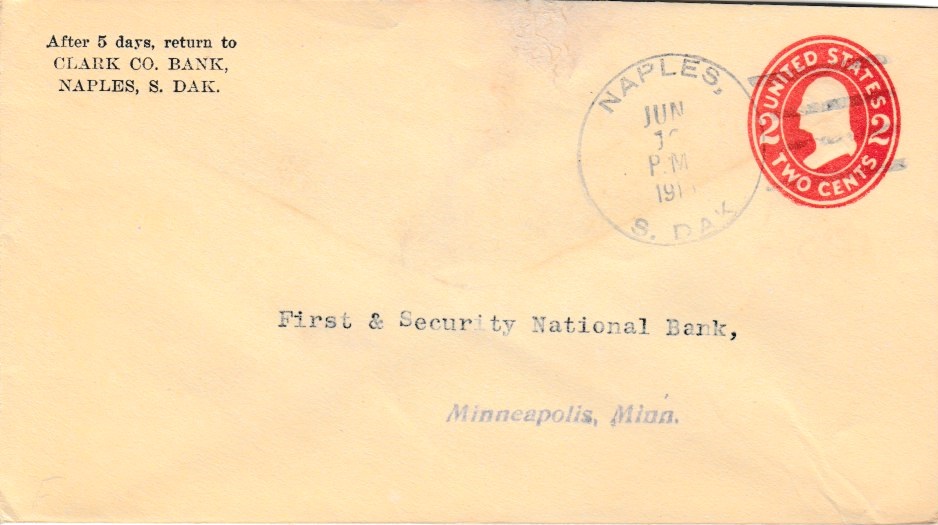 After 5 days, return to
CLARK CO. BANK,
NAPLES, S. DAK.
NAPLES,
JUN
P.M
S. DAK
UNITED STATES
2 2
TWO CENTS
First & Security National Bank,
Minneapolis, Minn.